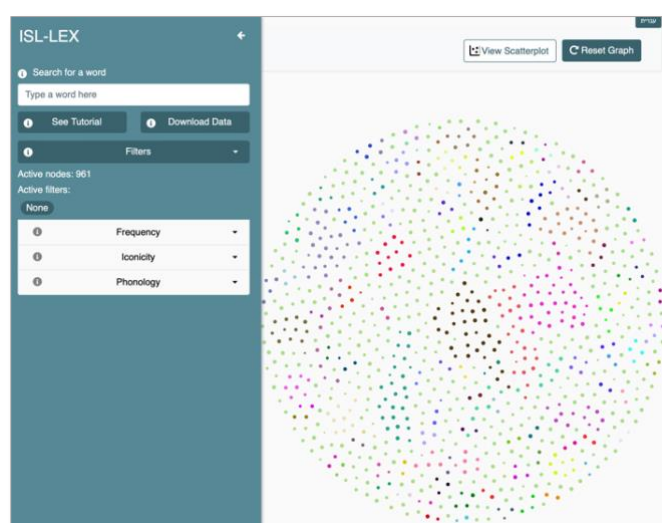 ISL-LEX
עברית
View Scatterplot
Reset Graph
Search for a word
Type a word here
See Tutorial
Download Data
Filters
Active nodes: 961
Active filters:
None
Frequency
Iconicity
Phonology